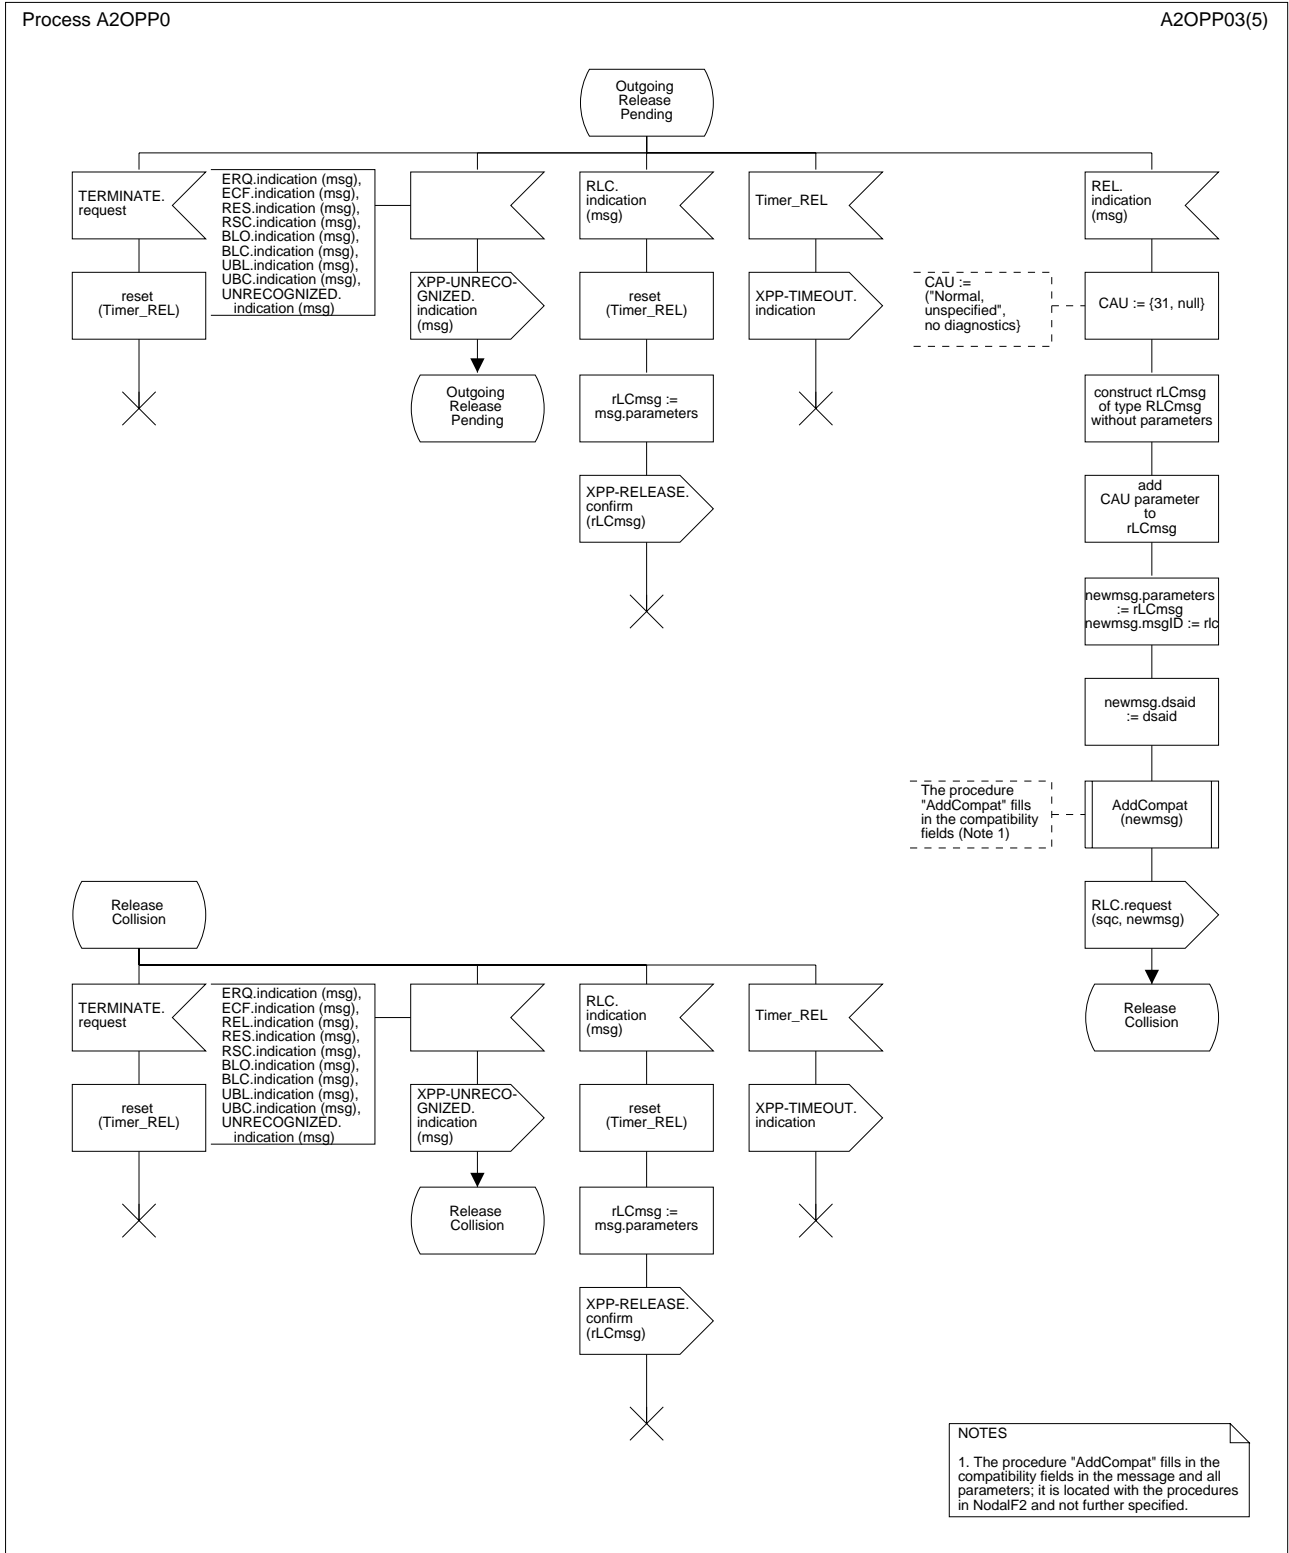 Process A2OPP0
A2OPP03(5)
Outgoing
Release
Pending
TERMINATE.
request
ERQ.indication (msg),
ECF.indication (msg),
RES.indication (msg),
RSC.indication (msg),
BLO.indication (msg),
BLC.indication (msg),
UBL.indication (msg),
UBC.indication (msg),
UNRECOGNIZED.
indication (msg)
RLC.
indication
(msg)
Timer_REL
REL.
indication
(msg)
reset
(Timer_REL)
XPP-UNRECO-
GNIZED.
indication
(msg)
reset
(Timer_REL)
XPP-TIMEOUT.
indication
CAU :=
("Normal,
unspecified",
no diagnostics}
CAU := {31, null}
Outgoing
Release
Pending
rLCmsg :=
msg.parameters
construct rLCmsg
of type RLCmsg
without parameters
XPP-RELEASE.
confirm
(rLCmsg)
add
CAU parameter
to
rLCmsg
newmsg.parameters
:= rLCmsg
newmsg.msgID := rlc
newmsg.dsaid
:= dsaid
The procedure
"AddCompat" fills
in the compatibility
fields (Note 1)
AddCompat
(newmsg)
RLC.request
(sqc, newmsg)
Release
Collision
Release
Collision
TERMINATE.
request
ERQ.indication (msg),
ECF.indication (msg),
REL.indication (msg),
RES.indication (msg),
RSC.indication (msg),
BLO.indication (msg),
BLC.indication (msg),
UBL.indication (msg),
UBC.indication (msg),
UNRECOGNIZED.
indication (msg)
RLC.
indication
(msg)
Timer_REL
reset
(Timer_REL)
XPP-UNRECO-
GNIZED.
indication
(msg)
reset
(Timer_REL)
XPP-TIMEOUT.
indication
Release
Collision
rLCmsg :=
msg.parameters
XPP-RELEASE.
confirm
(rLCmsg)
NOTES
1. The procedure "AddCompat" fills in the
compatibility fields in the message and all
parameters; it is located with the procedures
in NodalF2 and not further specified.